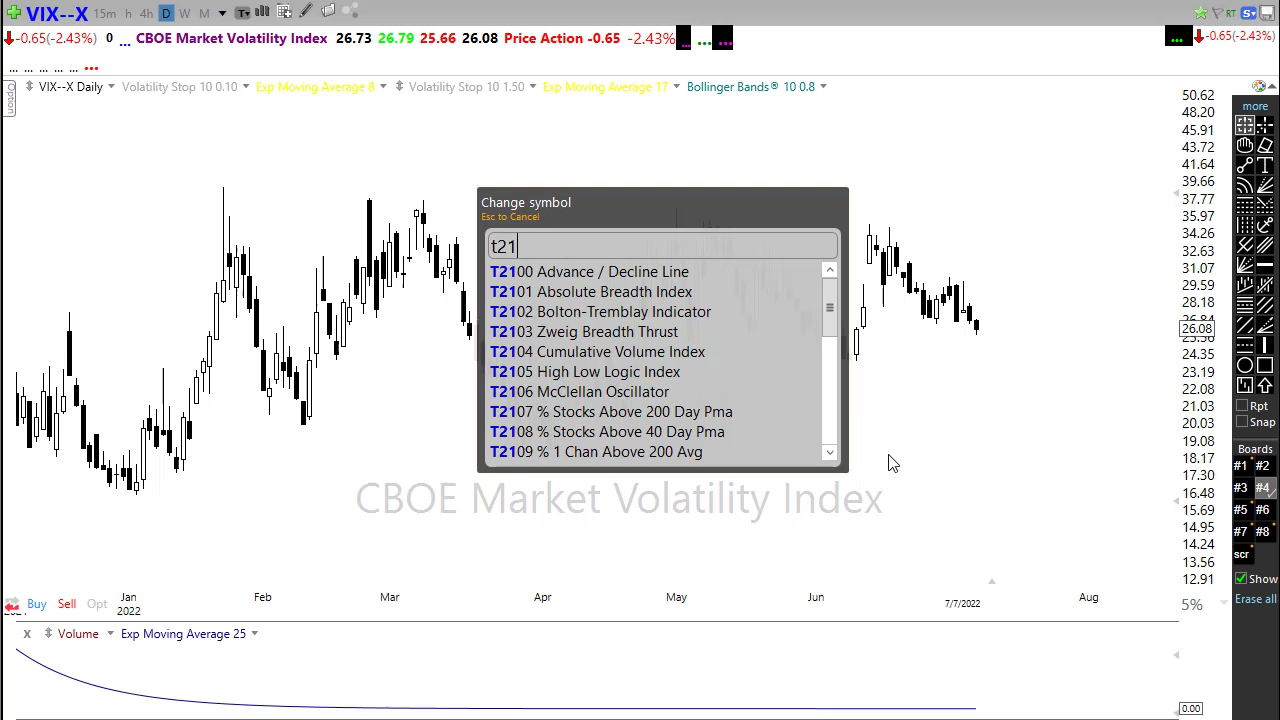 VIX--X 15m h 4h D W M T RT S
-0.65(-2.43%) 0 ... CBOE Market Volatility Index 26.73 26.79 25.66 26.08 Price Action -0.65 -2.43% ... ... ... ... -0.65(-2.43%)
... ... ... ... ... ...
Option
VIX--X Daily Volatility Stop 10 0.10 Exp Moving Average 8 Volatility Stop 10 1.50 Exp Moving Average 17 Bollinger Bands® 10 0.8
50.62
48.20
45.91
43.72
41.64
39.66
37.77
35.97
34.26
32.63
31.07
29.59
28.18
26.08
24.35
23.19
22.08
21.03
20.03
19.08
18.17
17.30
16.48
15.69
14.95
14.24
13.56
12.91
more
T
Rpt
Snap
Boards
#1 #2
#3 #4
#5 #6
#7 #8
scr
Show
Erase all
Change symbol
Esc to Cancel
t21
T2100 Advance / Decline Line
T2101 Absolute Breadth Index
T2102 Bolton-Tremblay Indicator
T2103 Zweig Breadth Thrust
T2104 Cumulative Volume Index
T2105 High Low Logic Index
T2106 McClellan Oscillator
T2107 % Stocks Above 200 Day Pma
T2108 % Stocks Above 40 Day Pma
T2109 % 1 Chan Above 200 Avg
CBOE Market Volatility Index
Buy Sell Opt
Jan Feb Mar Apr May Jun 7/7/2022 Aug
2022
5%
X Volume Exp Moving Average 25
0.00